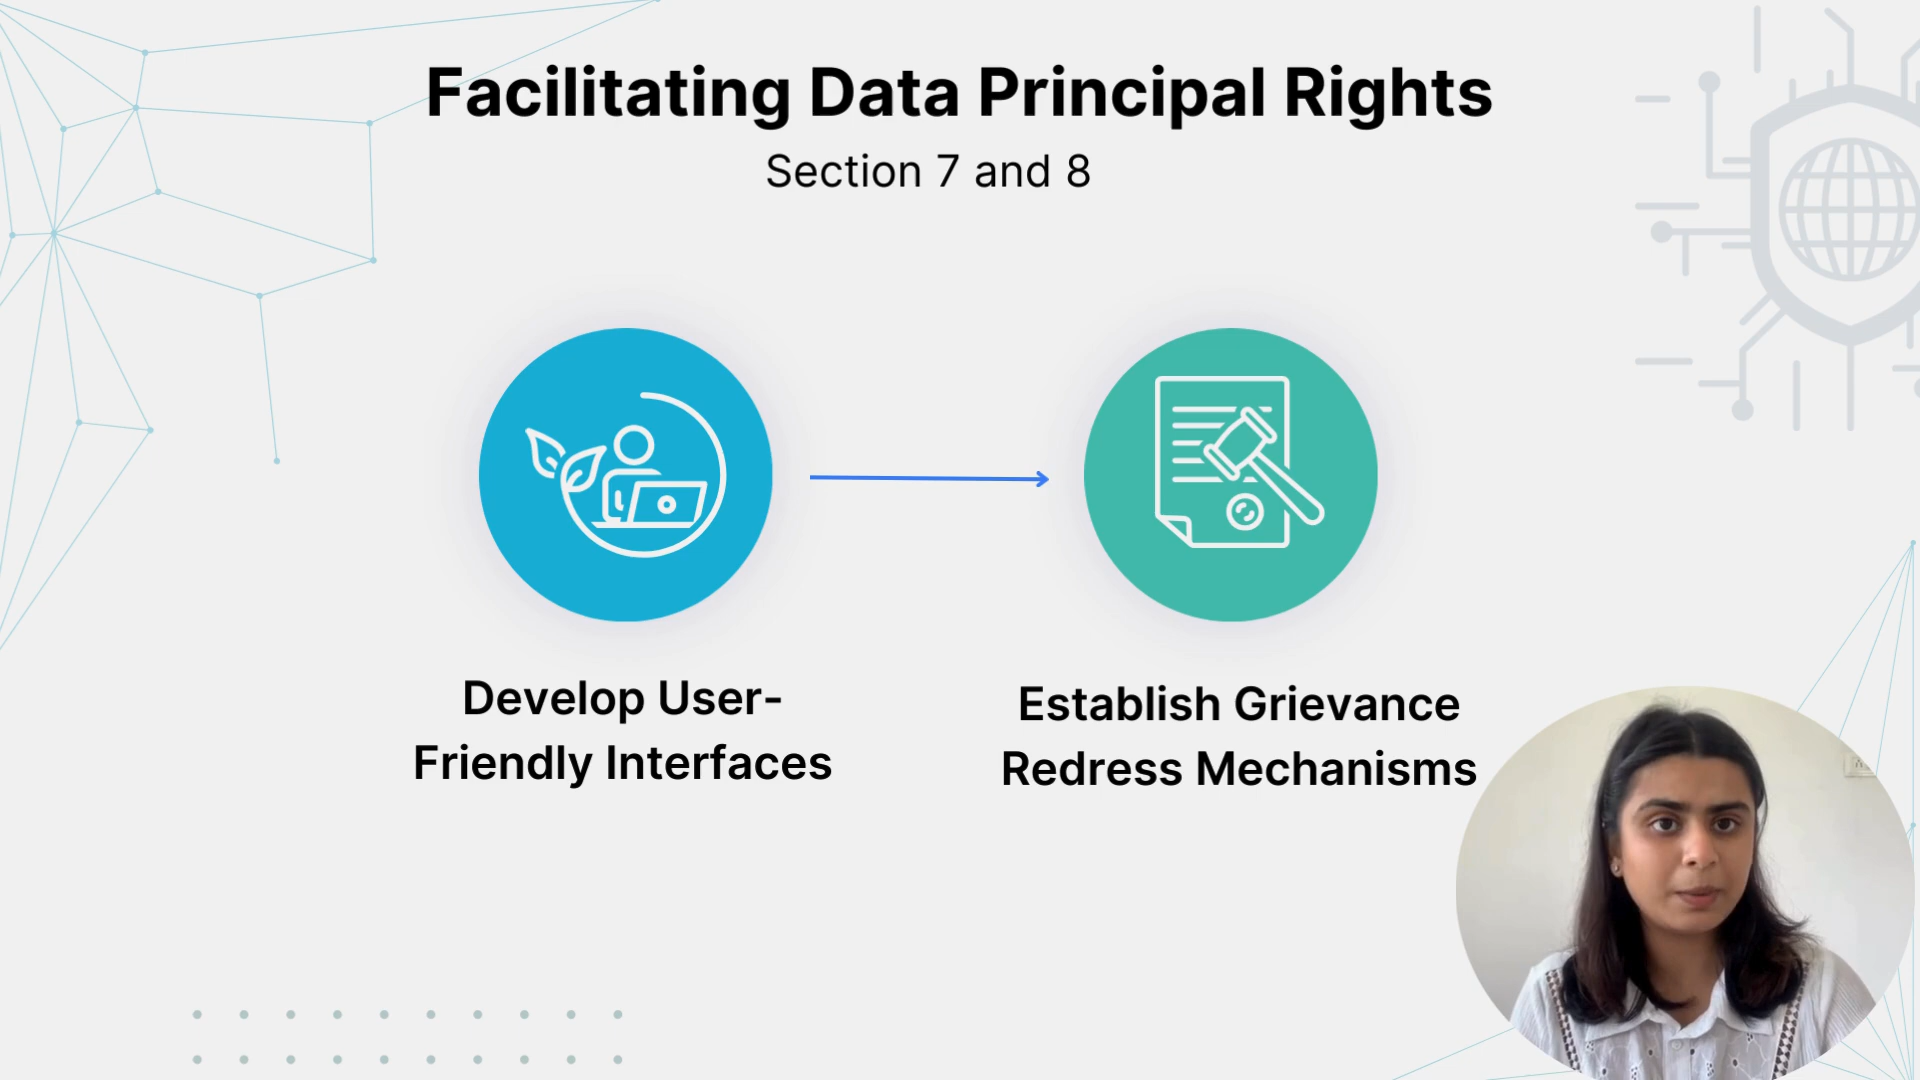 Facilitating Data Principal Rights
Section 7 and 8
Develop User-
Friendly Interfaces
Establish Grievance
Redress Mechanisms